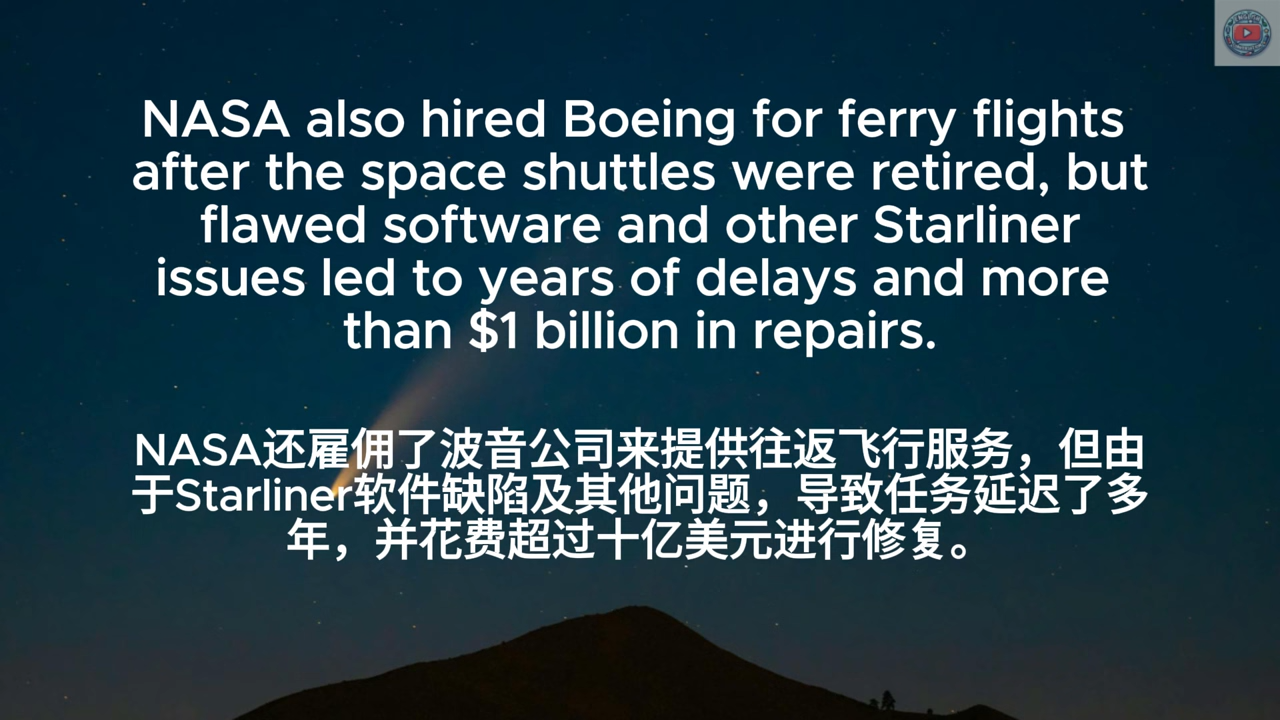 NASA also hired Boeing for ferry flights
after the space shuttles were retired, but
flawed software and other Starliner
issues led to years of delays and more
than $1 billion in repairs.
NASA还雇佣了波音公司来提供往返飞行服务，但由
于Starliner软件缺陷及其他问题，导致任务延迟了多
年，并花费超过十亿美元进行修复。